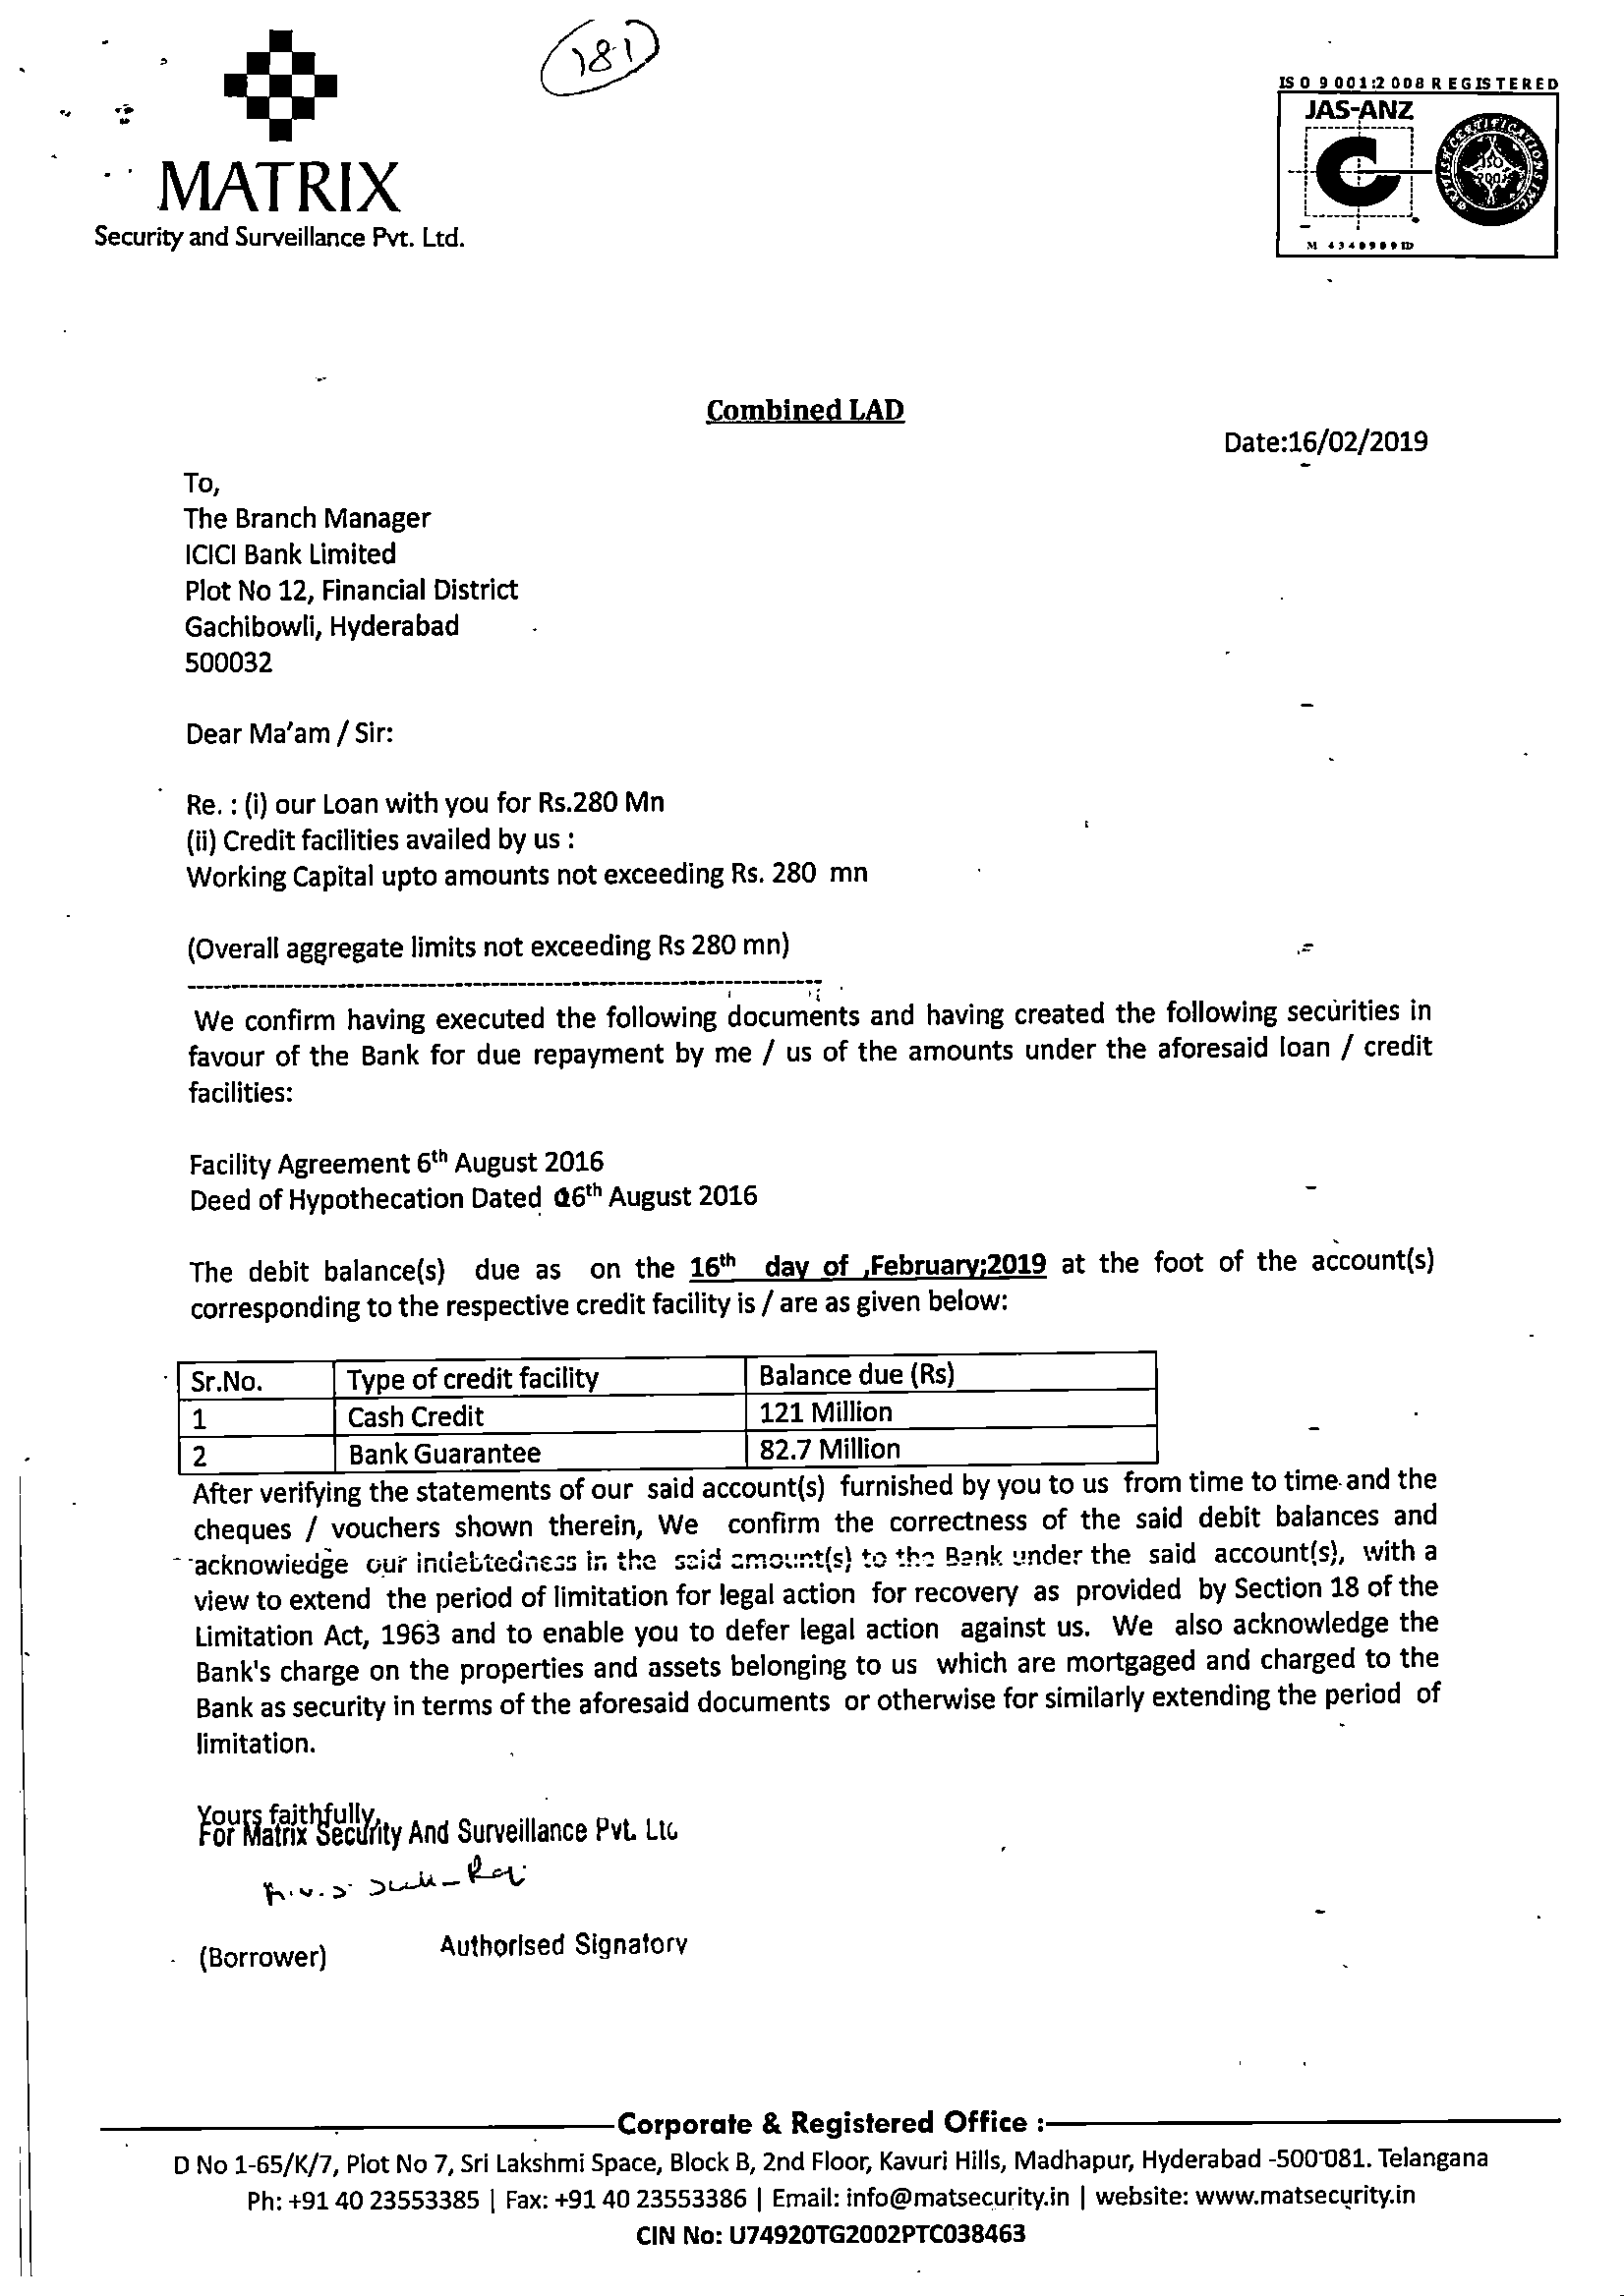 181
MATRIX
Security and Surveillance Pvt. Ltd.
ISO 9001:2008 REGISTERED
JAS-ANZ
ISO
M 4340909ID
Combined LAD
Date:16/02/2019
To,
The Branch Manager
ICICI Bank Limited
Plot No 12, Financial District
Gachibowli, Hyderabad
500032
Dear Ma'am / Sir:
Re. : (i) our Loan with you for Rs.280 Mn
(ii) Credit facilities availed by us :
Working Capital upto amounts not exceeding Rs. 280 mn
(Overall aggregate limits not exceeding Rs 280 mn)
We confirm having executed the following documents and having created the following securities in
favour of the Bank for due repayment by me / us of the amounts under the aforesaid loan / credit
facilities:
Facility Agreement 6th August 2016
Deed of Hypothecation Dated 06th August 2016
The debit balance(s) due as on the 16th day of ,February;2019 at the foot of the account(s)
corresponding to the respective credit facility is / are as given below:
Sr.No. Type of credit facility Balance due (Rs)
1 Cash Credit 121 Million
2 Bank Guarantee 82.7 Million
After verifying the statements of our said account(s) furnished by you to us from time to time and the
cheques / vouchers shown therein, We confirm the correctness of the said debit balances and
acknowledge our indebtedness in the said amount(s) to the Bank under the said account(s), with a
view to extend the period of limitation for legal action for recovery as provided by Section 18 of the
Limitation Act, 1963 and to enable you to defer legal action against us. We also acknowledge the
Bank's charge on the properties and assets belonging to us which are mortgaged and charged to the
Bank as security in terms of the aforesaid documents or otherwise for similarly extending the period of
limitation.
Yours faithfully,
For Matrix Security And Surveillance Pvt. Ltd
(Borrower) Authorised Signatory
Corporate & Registered Office :
D No 1-65/K/7, Plot No 7, Sri Lakshmi Space, Block B, 2nd Floor, Kavuri Hills, Madhapur, Hyderabad -500 081. Telangana
Ph: +91 40 23553385 | Fax: +91 40 23553386 | Email: info@matsecurity.in | website: www.matsecurity.in
CIN No: U74920TG2002PTC038463